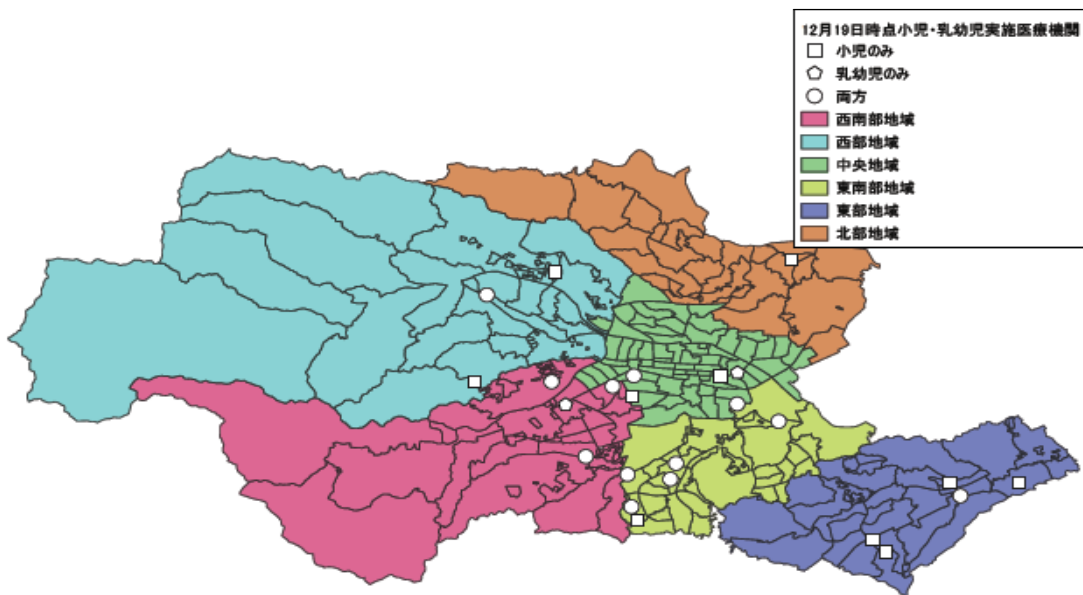 12月19日時点小児・乳幼児実施医療機関
小児のみ
乳幼児のみ
両方
西南部地域
西部地域
中央地域
東南部地域
東部地域
北部地域